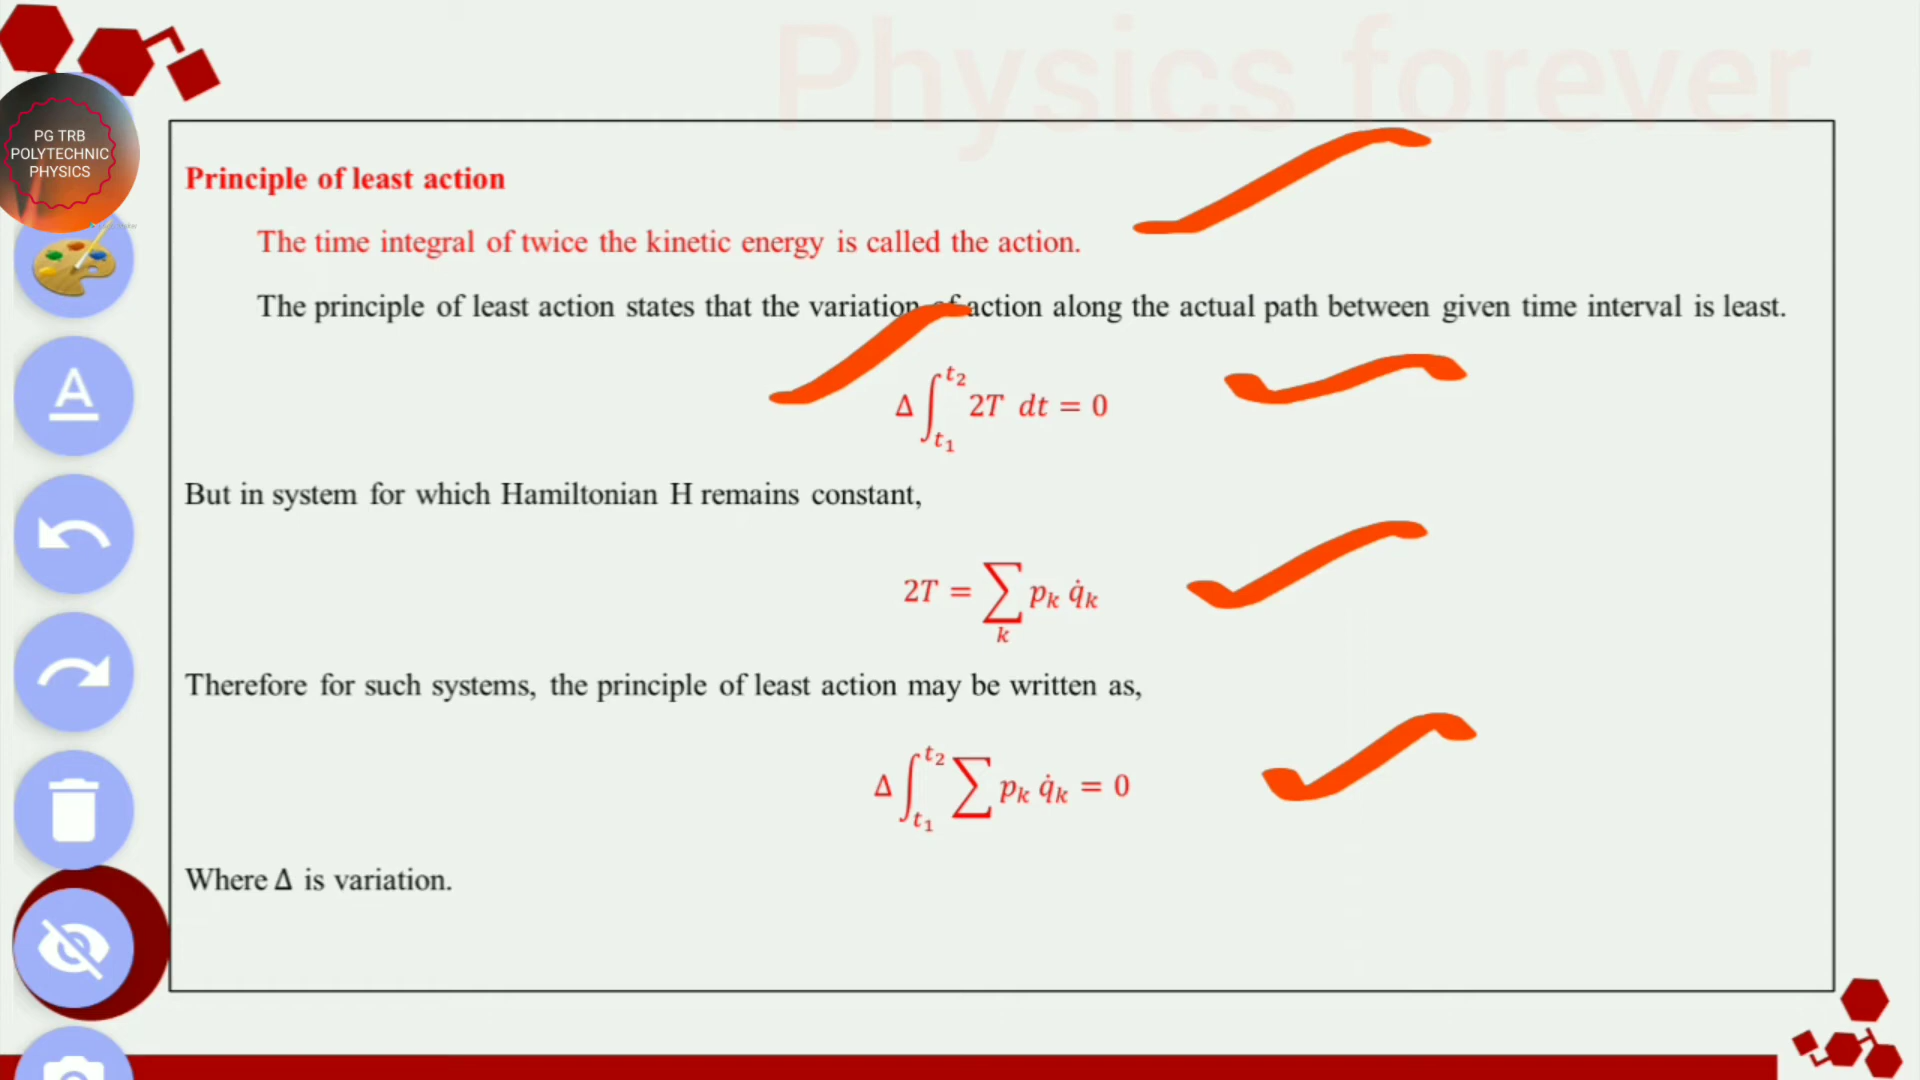 Physics forever
PG TRB
POLYTECHNIC
PHYSICS
Principle of least action
The time integral of twice the kinetic energy is called the action.
The principle of least action states that the variation of action along the actual path between given time interval is least.
Δ∫_{t₁}^{t₂} 2T dt = 0
But in system for which Hamiltonian H remains constant,
2T = ∑_k pₖ q̇ₖ
Therefore for such systems, the principle of least action may be written as,
Δ∫_{t₁}^{t₂} ∑ pₖ q̇ₖ = 0
Where Δ is variation.